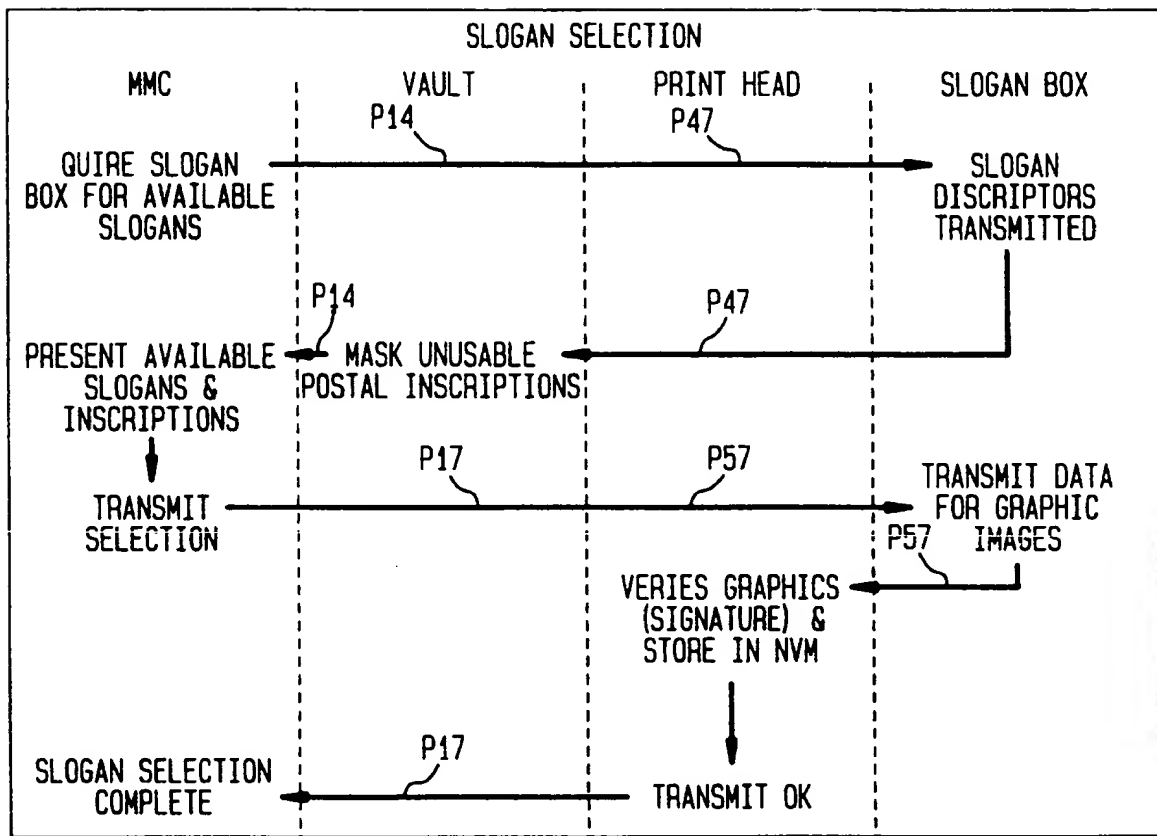 SLOGAN SELECTION
MMC
VAULT
PRINT HEAD
SLOGAN BOX
P14
P47
QUIRE SLOGAN
BOX FOR AVAILABLE
SLOGANS
SLOGAN
DISCRIPTORS
TRANSMITTED
P14
P47
PRESENT AVAILABLE
SLOGANS &
INSCRIPTIONS
MASK UNUSABLE
POSTAL INSCRIPTIONS
P17
P57
TRANSMIT
SELECTION
TRANSMIT DATA
FOR GRAPHIC
IMAGES
P57
VERIES GRAPHICS
(SIGNATURE) &
STORE IN NVM
P17
SLOGAN SELECTION
COMPLETE
TRANSMIT OK